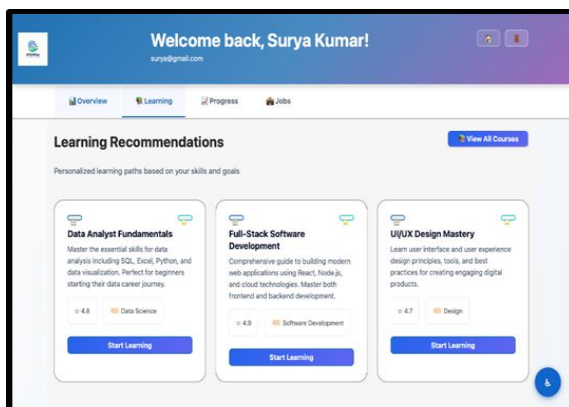 Welcome back, Surya Kumar!
surya@gmail.com
Overview
Learning
Progress
Jobs
Learning Recommendations
View All Courses
Personalized learning paths based on your skills and goals
Data Analyst Fundamentals
Master the essential skills for data
analysis including SQL, Excel, Python, and
data visualization. Perfect for beginners
starting their data career journey.
☆ 4.8
Data Science
Start Learning
Full-Stack Software
Development
Comprehensive guide to building modern
web applications using React, Node.js,
and cloud technologies. Master both
frontend and backend development.
☆ 4.9
Software Development
Start Learning
UI/UX Design Mastery
Learn user interface and user experience
design principles, tools, and best
practices for creating engaging digital
products.
☆ 4.7
Design
Start Learning